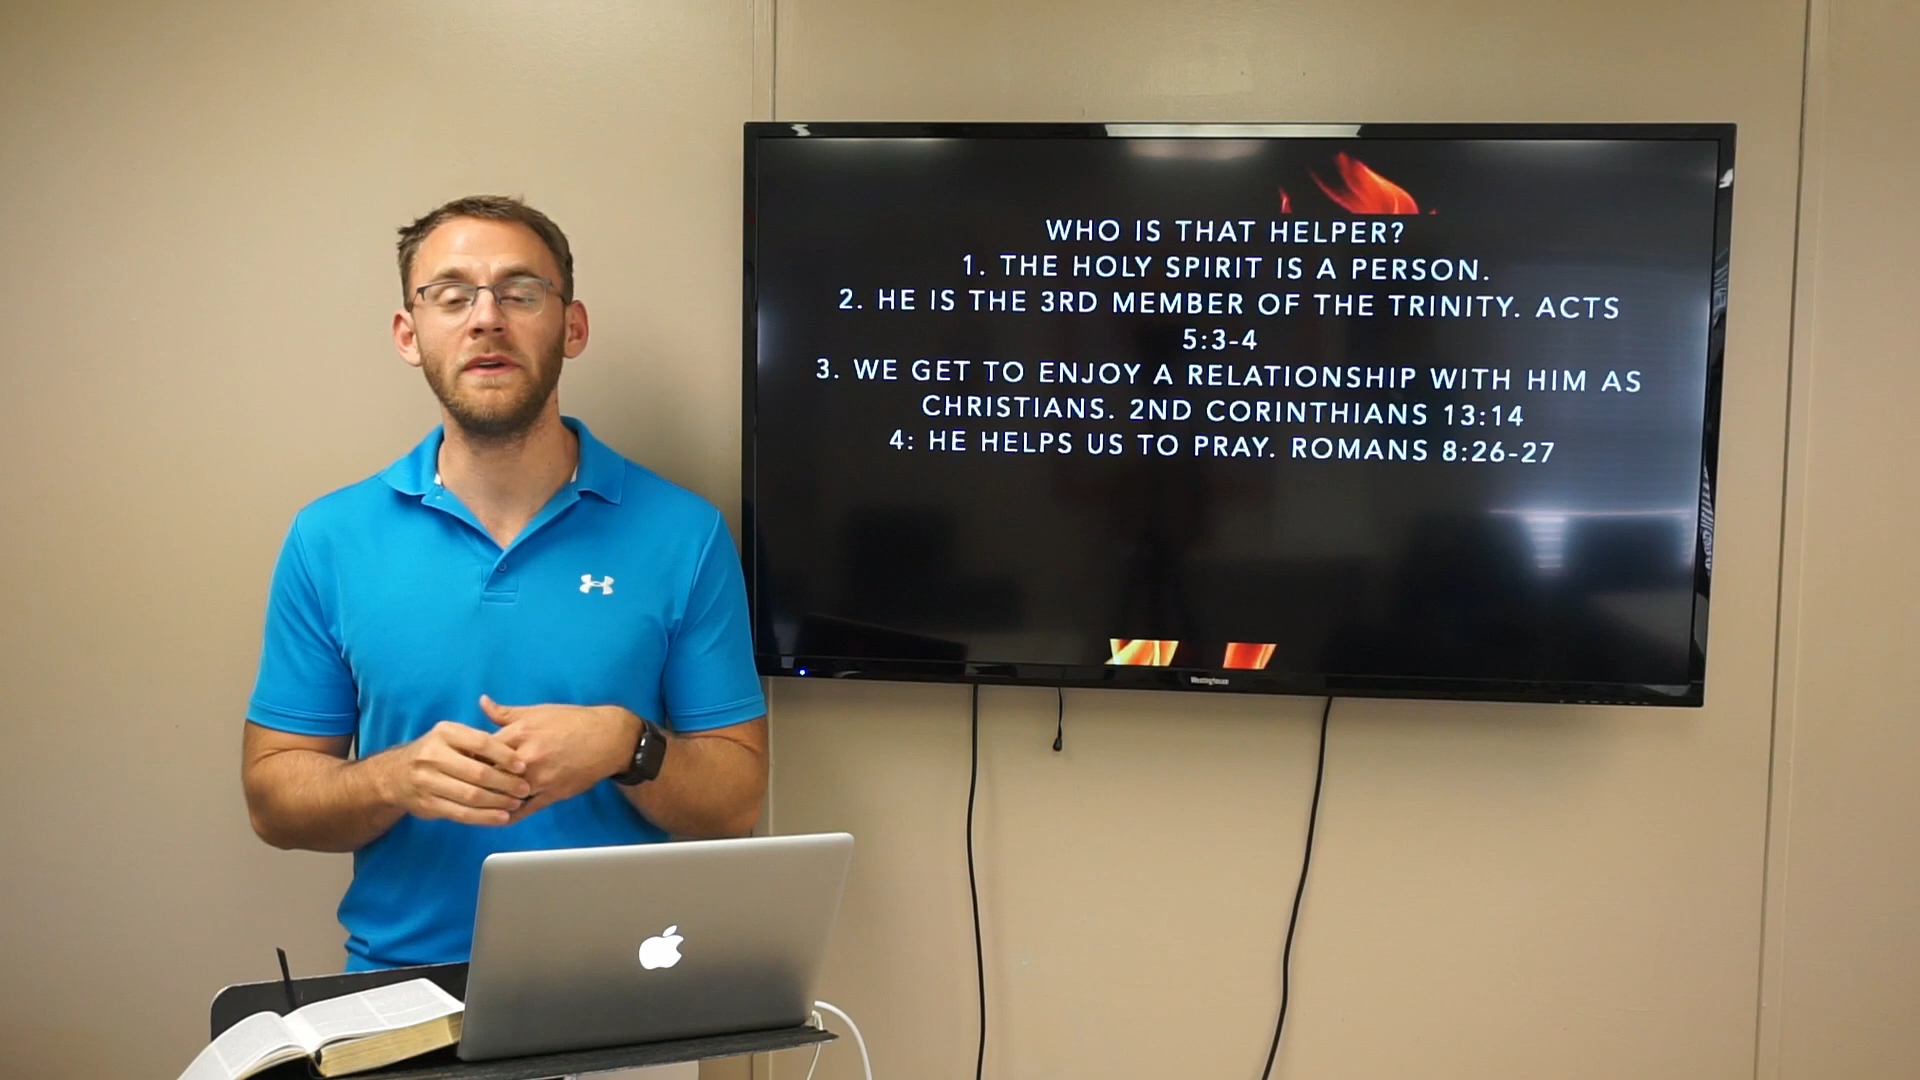 WHO IS THAT HELPER?
1. THE HOLY SPIRIT IS A PERSON.
2. HE IS THE 3RD MEMBER OF THE TRINITY. ACTS
5:3-4
3. WE GET TO ENJOY A RELATIONSHIP WITH HIM AS
CHRISTIANS. 2ND CORINTHIANS 13:14
4: HE HELPS US TO PRAY. ROMANS 8:26-27
Westinghouse